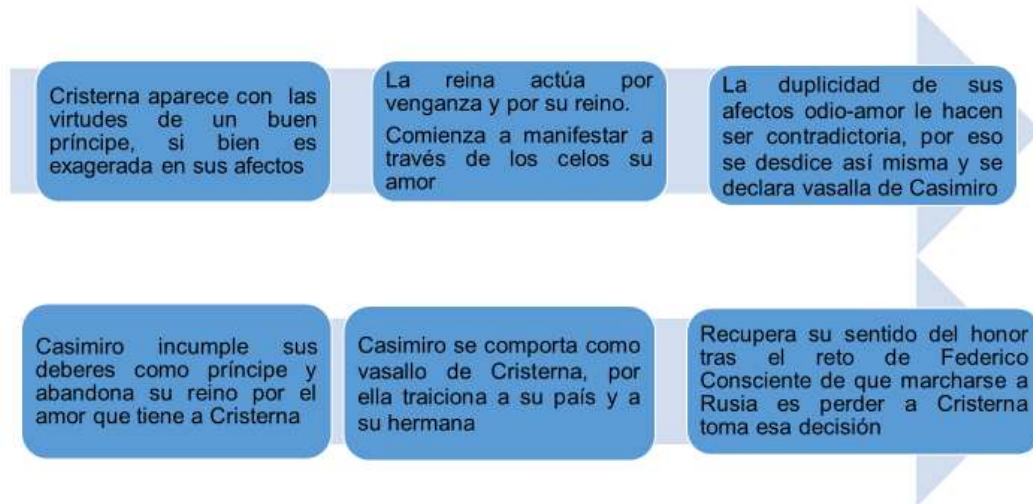 Cristerna aparece con las
virtudes de un buen
príncipe, si bien es
exagerada en sus afectos
La reina actúa por
venganza y por su reino.
Comienza a manifestar a
través de los celos su
amor
La duplicidad de sus
afectos odio-amor le hacen
ser contradictoria, por eso
se desdice así misma y se
declara vasalla de Casimiro
Casimiro incumple sus
deberes como príncipe y
abandona su reino por el
amor que tiene a Cristerna
Casimiro se comporta como
vasallo de Cristerna, por
ella traiciona a su país y a
su hermana
Recupera su sentido del honor
tras el reto de Federico
Consciente de que marcharse a
Rusia es perder a Cristerna
toma esa decisión